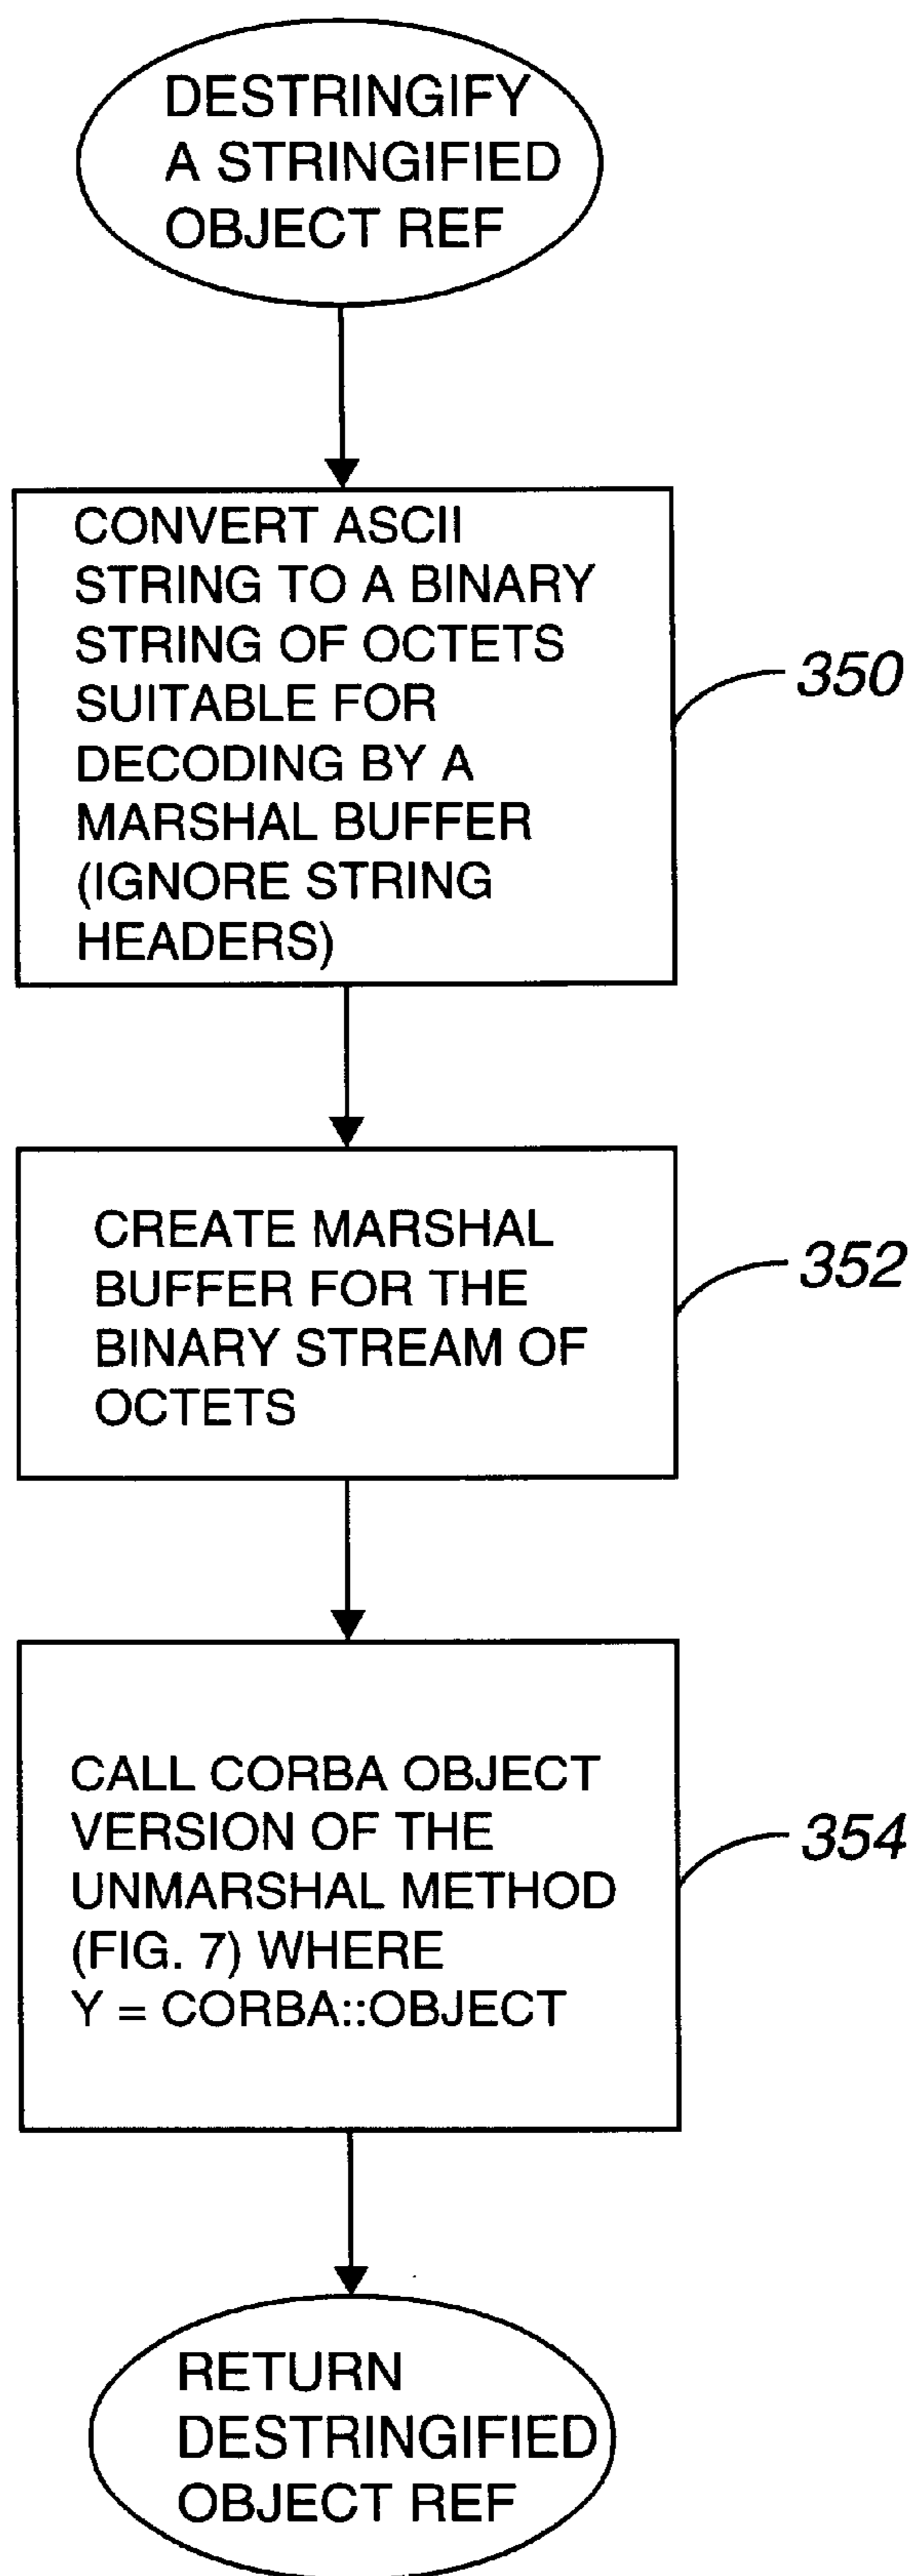 DESTRINGIFY
A STRINGIFIED
OBJECT REF
CONVERT ASCII
STRING TO A BINARY
STRING OF OCTETS
SUITABLE FOR
DECODING BY A
MARSHAL BUFFER
(IGNORE STRING
HEADERS)
350
CREATE MARSHAL
BUFFER FOR THE
BINARY STREAM OF
OCTETS
352
CALL CORBA OBJECT
VERSION OF THE
UNMARSHAL METHOD
(FIG. 7) WHERE
Y = CORBA::OBJECT
354
RETURN
DESTRINGIFIED
OBJECT REF